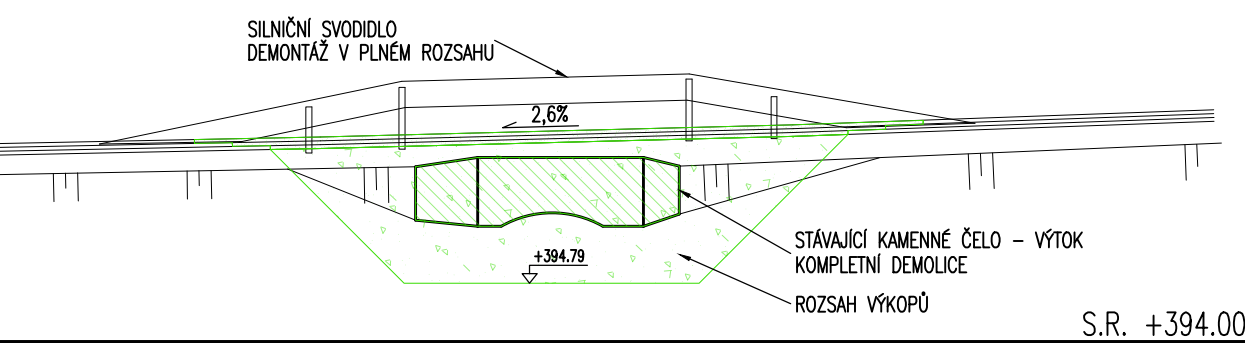 SILNIČNÍ SVODIDLO
DEMONTÁŽ V PLNÉM ROZSAHU
2,6%
STÁVAJÍCÍ KAMENNÉ ČELO – VÝTOK
KOMPLETNÍ DEMOLICE
+394.79
ROZSAH VÝKOPŮ
S.R. +394.00